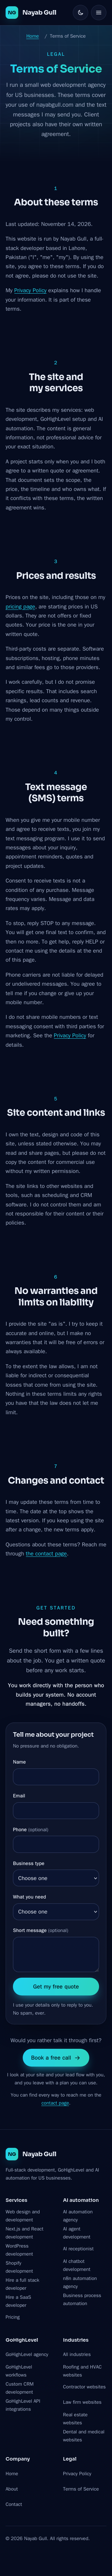 NG Nayab Gull
Home / Terms of Service
LEGAL
Terms of Service
I run a small web development agency
for US businesses. These terms cover
the use of nayabgull.com and the text
messages I may send you. Client
projects also have their own written
agreement.
1
About these terms
Last updated: November 14, 2026.
This website is run by Nayab Gull, a full-
stack developer based in Lahore,
Pakistan ("I", "me", "my"). By using the
site, you agree to these terms. If you do
not agree, please do not use the site.
My Privacy Policy explains how I handle
your information. It is part of these
terms.
2
The site and
my services
The site describes my services: web
development, GoHighLevel setup and AI
automation. The content is general
information, not professional advice for
your exact situation.
A project starts only when you and I both
agree to a written quote or agreement.
That document sets the scope, the
price, the timeline and who owns what. If
it conflicts with these terms, the written
agreement wins.
3
Prices and results
Prices on the site, including those on my
pricing page, are starting prices in US
dollars. They are not offers or fixed
quotes. Your price is the one in your
written quote.
Third-party costs are separate. Software
subscriptions, hosting, phone minutes
and similar fees go to those providers.
I work carefully, but I do not promise
specific results. That includes search
rankings, lead counts and revenue.
Those depend on many things outside
my control.
4
Text message
(SMS) terms
When you give me your mobile number
and agree to receive texts, you join my
text messaging program. I use it to send
messages about your inquiry,
appointment reminders, quotes and
project updates.
Consent to receive texts is not a
condition of any purchase. Message
frequency varies. Message and data
rates may apply.
To stop, reply STOP to any message.
You will get one final text to confirm, and
then no more. To get help, reply HELP or
contact me using the details at the end
of this page.
Phone carriers are not liable for delayed
or undelivered messages. You agree to
tell me if you change or give up your
mobile number.
I do not share mobile numbers or text
messaging consent with third parties for
marketing. See the Privacy Policy for
details.
5
Site content and links
I own the text, design and code of this
site, unless stated otherwise. You may
read and share pages, but please do not
copy the content for commercial use
without my written permission.
The site links to other websites and
tools, such as scheduling and CRM
software. I do not control them and am
not responsible for their content or their
policies.
6
No warranties and
limits on liability
I provide the site "as is". I try to keep it
accurate and online, but I make no
warranties that it will be free of errors or
always available.
To the extent the law allows, I am not
liable for indirect or consequential
losses that come from using the site.
Nothing in these terms limits any rights
you have that the law does not let me
limit.
7
Changes and contact
I may update these terms from time to
time. The date at the top shows the
latest version. If you keep using the site
after a change, the new terms apply.
Questions about these terms? Reach me
through the contact page.
GET STARTED
Need something
built?
Send the short form with a few lines
about the work. You get a free written
quote before any work starts.
You work directly with the person who
builds your system. No account
managers, no handoffs.
Tell me about your project
No pressure and no obligation.
Name
Email
Phone (optional)
Business type
Choose one
What you need
Choose one
Short message (optional)
Get my free quote
I use your details only to reply to you.
No spam, ever.
Would you rather talk it through first?
Book a free call →
I look at your site and your lead flow with you,
and you leave with a plan you can use.
You can find every way to reach me on the
contact page.
NG Nayab Gull
Full-stack development, GoHighLevel and AI
automation for US businesses.
Services
Web design and
development
Next.js and React
development
WordPress
development
Shopify
development
Hire a full stack
developer
Hire a SaaS
developer
Pricing
AI automation
AI automation
agency
AI agent
development
AI receptionist
AI chatbot
development
n8n automation
agency
Business process
automation
GoHighLevel
GoHighLevel agency
GoHighLevel
workflows
Custom CRM
development
GoHighLevel API
integrations
Industries
All industries
Roofing and HVAC
websites
Contractor websites
Law firm websites
Real estate
websites
Dental and medical
websites
Company
Home
About
Contact
Legal
Privacy Policy
Terms of Service
© 2026 Nayab Gull. All rights reserved.